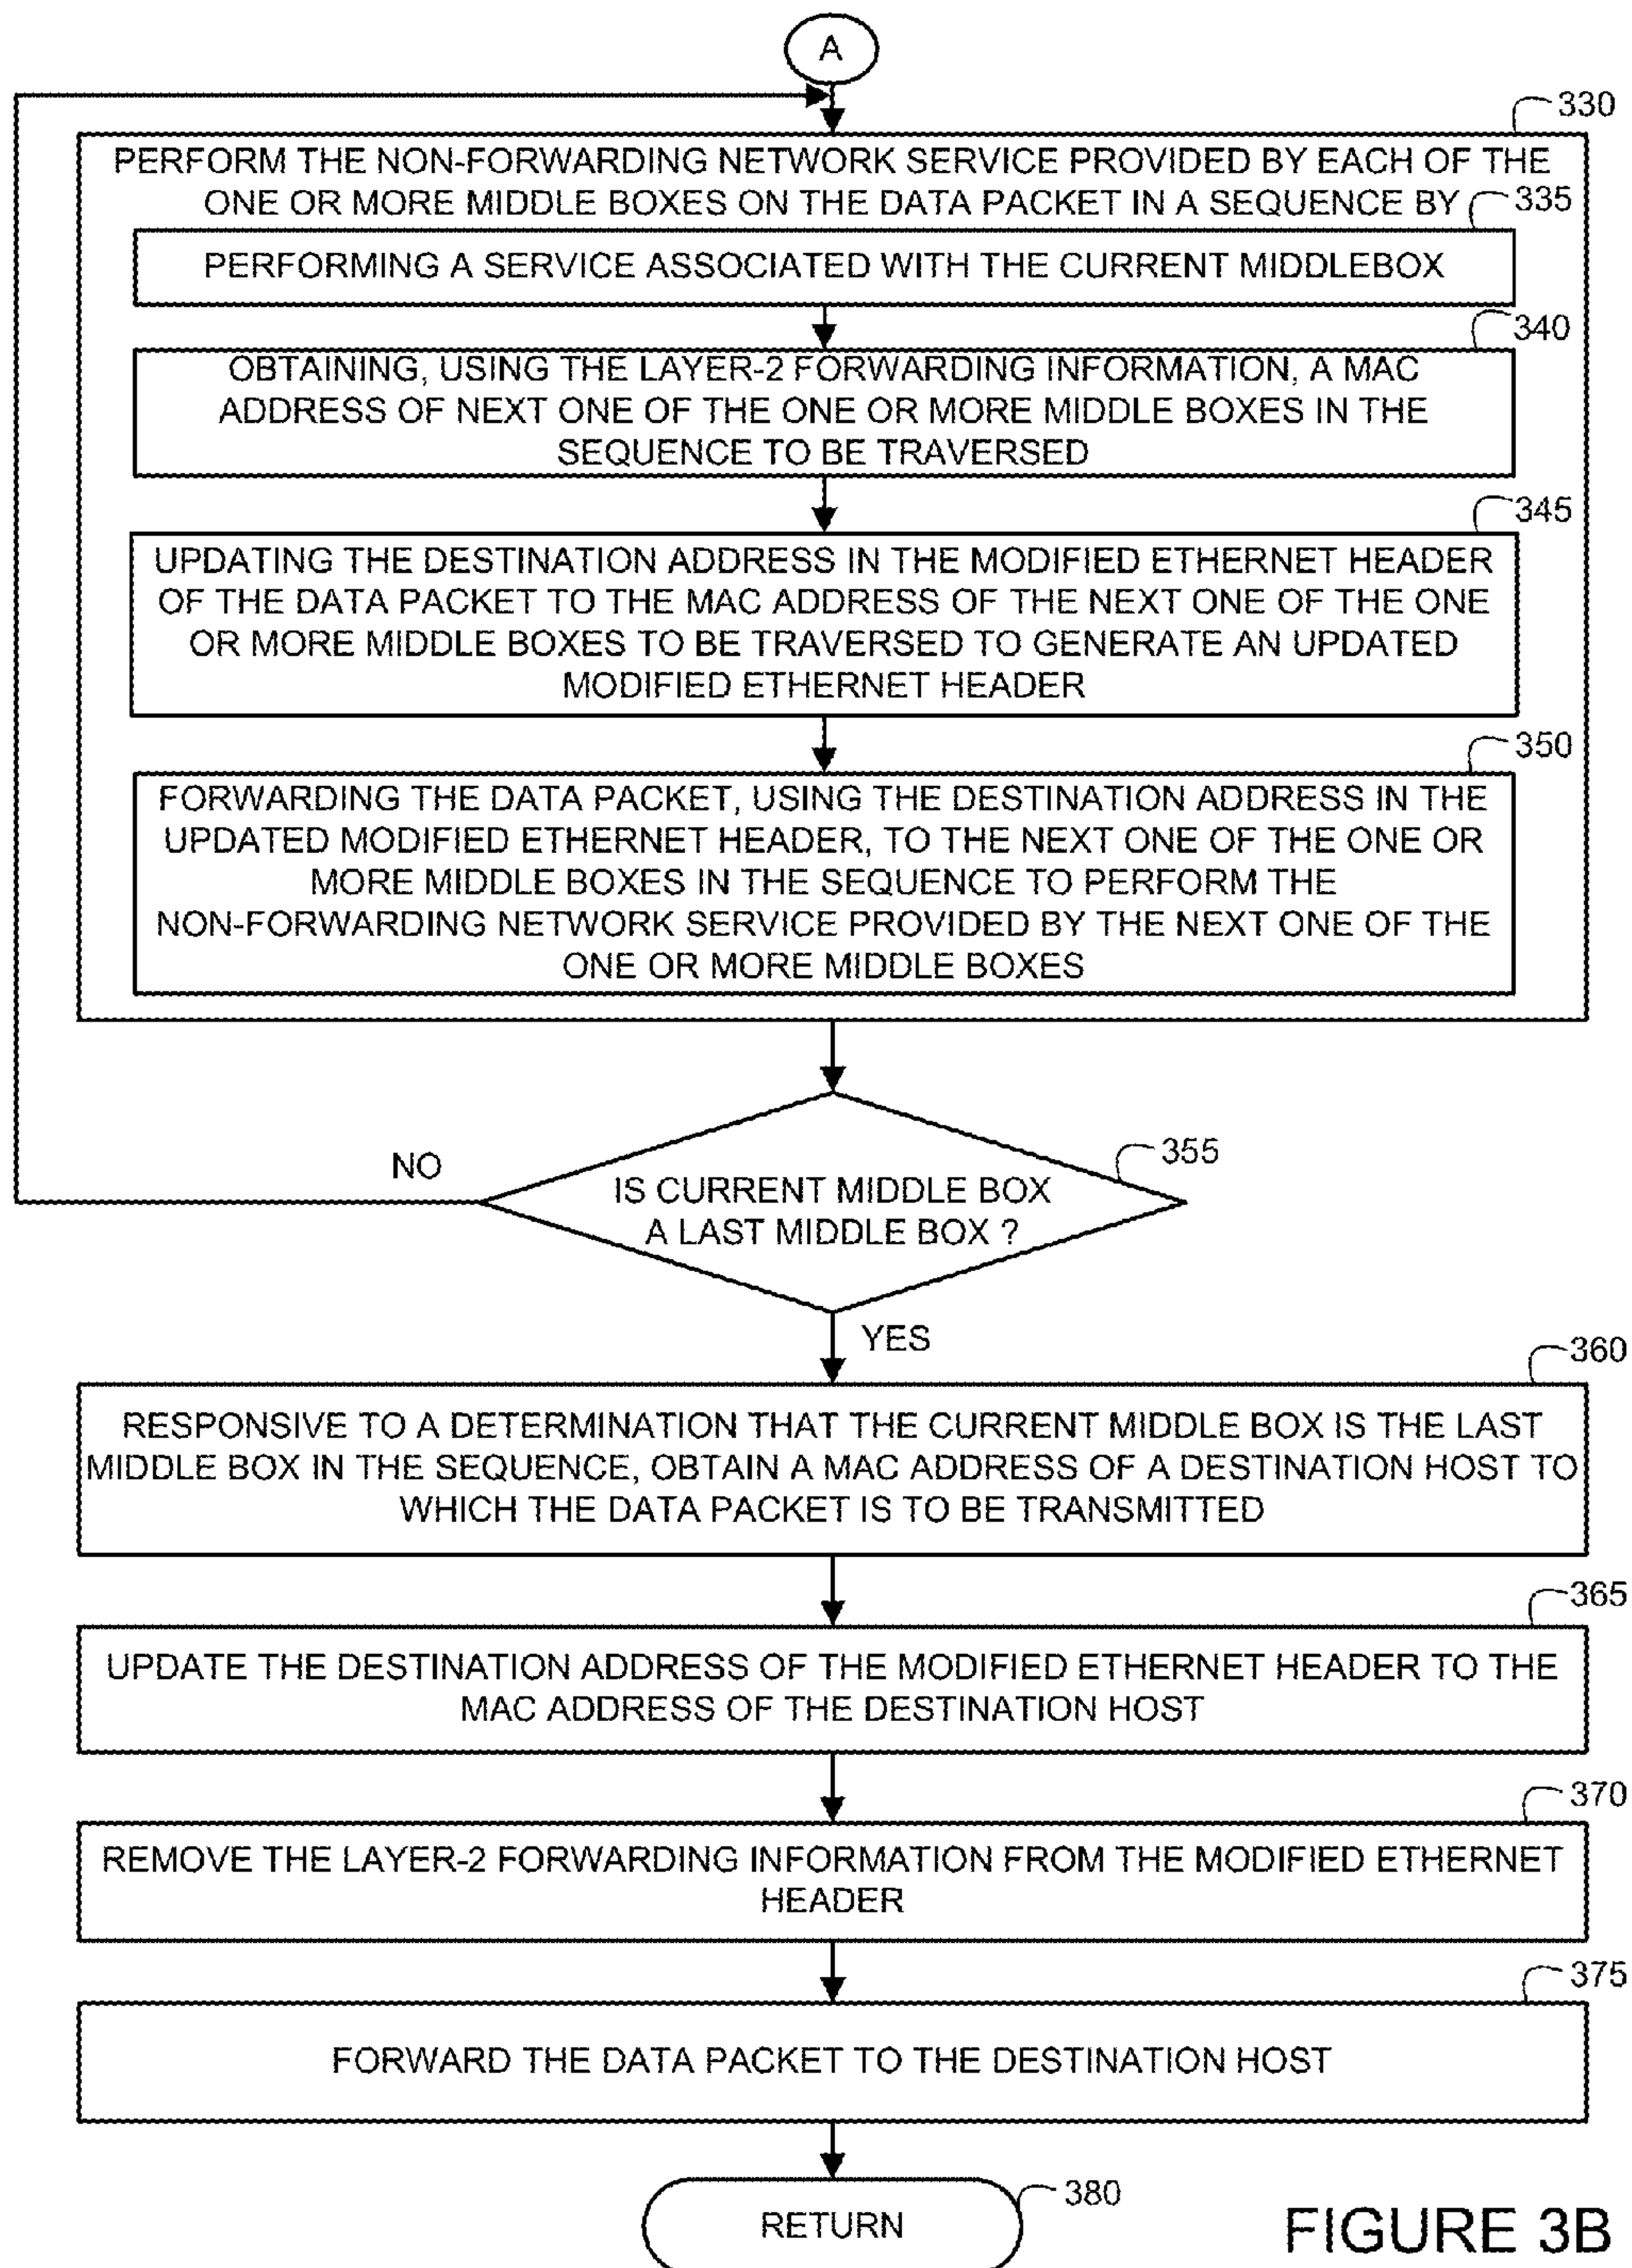 A
330
PERFORM THE NON-FORWARDING NETWORK SERVICE PROVIDED BY EACH OF THE
ONE OR MORE MIDDLE BOXES ON THE DATA PACKET IN A SEQUENCE BY
335
PERFORMING A SERVICE ASSOCIATED WITH THE CURRENT MIDDLEBOX
340
OBTAINING, USING THE LAYER-2 FORWARDING INFORMATION, A MAC
ADDRESS OF NEXT ONE OF THE ONE OR MORE MIDDLE BOXES IN THE
SEQUENCE TO BE TRAVERSED
345
UPDATING THE DESTINATION ADDRESS IN THE MODIFIED ETHERNET HEADER
OF THE DATA PACKET TO THE MAC ADDRESS OF THE NEXT ONE OF THE ONE
OR MORE MIDDLE BOXES TO BE TRAVERSED TO GENERATE AN UPDATED
MODIFIED ETHERNET HEADER
350
FORWARDING THE DATA PACKET, USING THE DESTINATION ADDRESS IN THE
UPDATED MODIFIED ETHERNET HEADER, TO THE NEXT ONE OF THE ONE OR
MORE MIDDLE BOXES IN THE SEQUENCE TO PERFORM THE
NON-FORWARDING NETWORK SERVICE PROVIDED BY THE NEXT ONE OF THE
ONE OR MORE MIDDLE BOXES
355
NO
IS CURRENT MIDDLE BOX
A LAST MIDDLE BOX ?
YES
360
RESPONSIVE TO A DETERMINATION THAT THE CURRENT MIDDLE BOX IS THE LAST
MIDDLE BOX IN THE SEQUENCE, OBTAIN A MAC ADDRESS OF A DESTINATION HOST TO
WHICH THE DATA PACKET IS TO BE TRANSMITTED
365
UPDATE THE DESTINATION ADDRESS OF THE MODIFIED ETHERNET HEADER TO THE
MAC ADDRESS OF THE DESTINATION HOST
370
REMOVE THE LAYER-2 FORWARDING INFORMATION FROM THE MODIFIED ETHERNET
HEADER
375
FORWARD THE DATA PACKET TO THE DESTINATION HOST
380
RETURN
FIGURE 3B